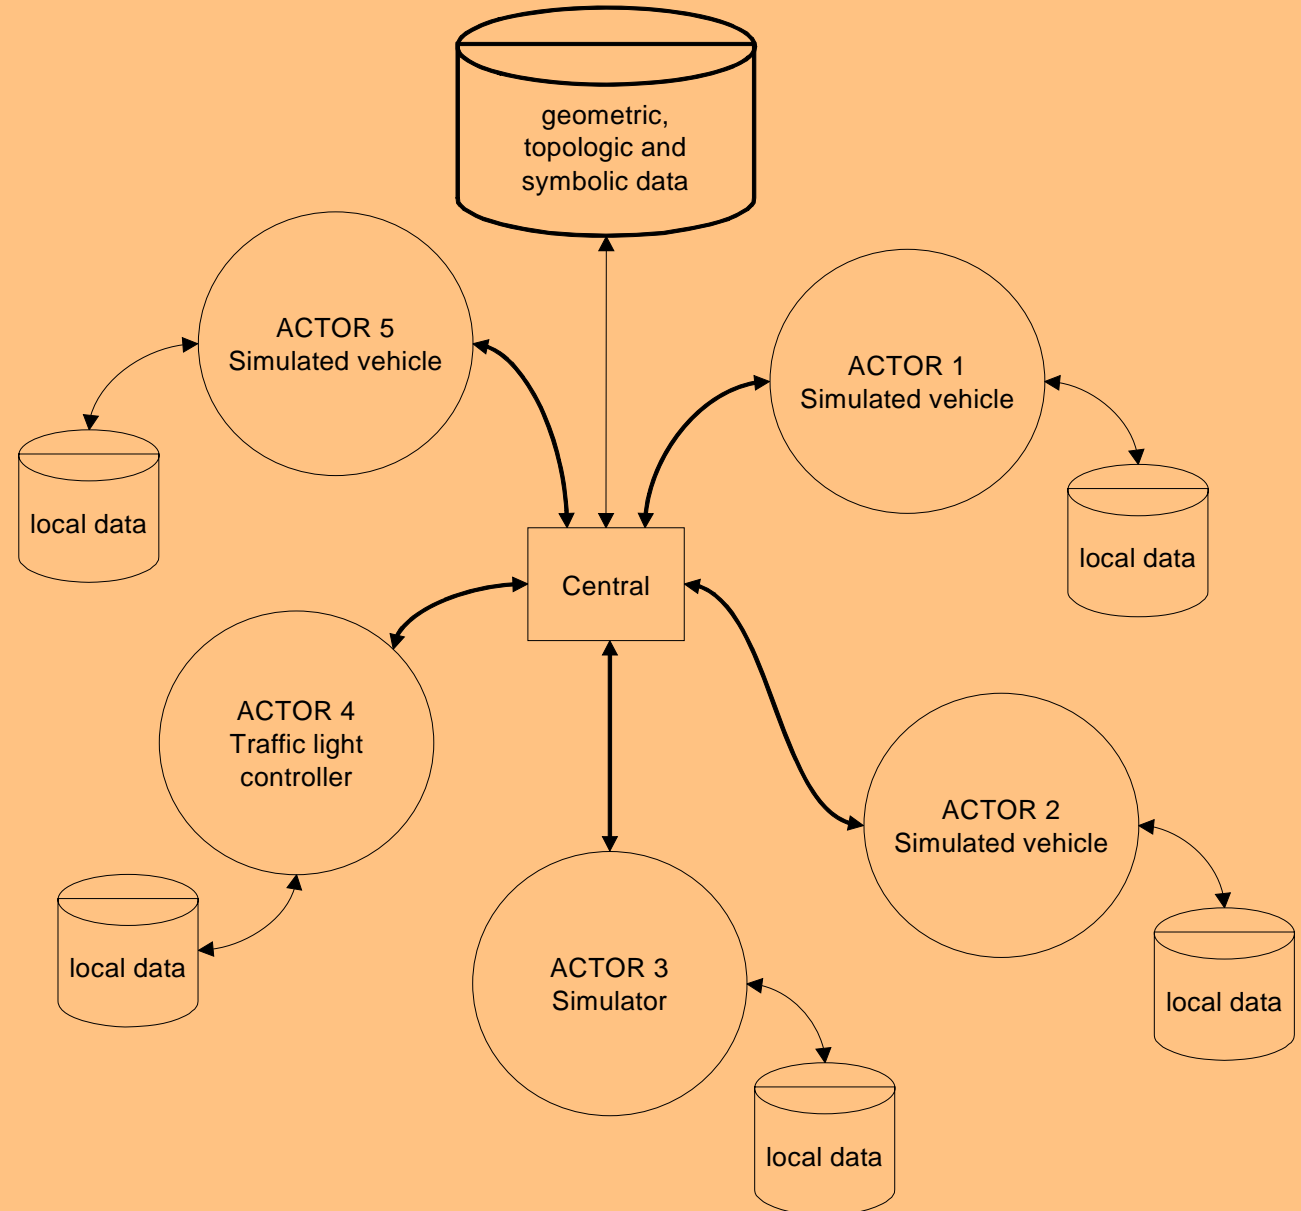 geometric,
topologic and
symbolic data
ACTOR 5
Simulated vehicle
ACTOR 1
Simulated vehicle
local data
local data
Central
ACTOR 4
Traffic light
controller
ACTOR 2
Simulated vehicle
local data
ACTOR 3
Simulator
local data
local data